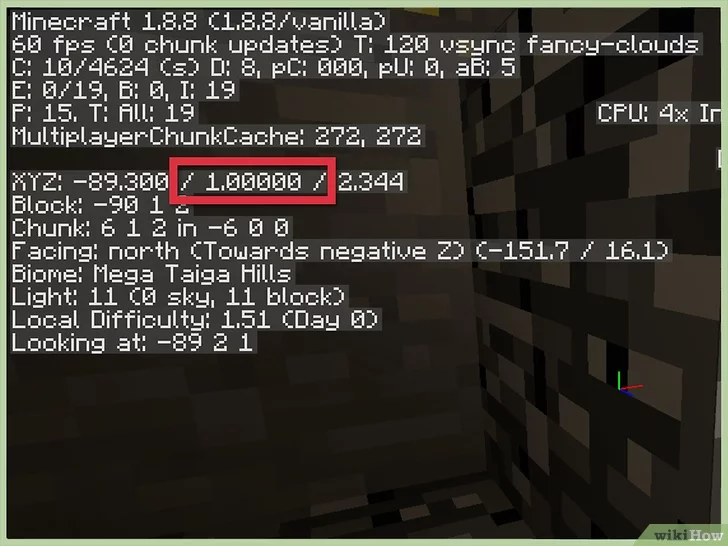 Minecraft 1.8.8 (1.8.8/vanilla)
60 fps (0 chunk updates) T: 120 vsync fancy-clouds
C: 10/4624 (s) D: 8, pC: 000, pU: 0, aB: 5
E: 0/19, B: 0, I: 19
P: 15. T: All: 19
CPU: 4x In
MultiplayerChunkCache: 272, 272
XYZ: -89.300 / 1.00000 / 2.344
Block: -90 1 2
Chunk: 6 1 2 in -6 0 0
Facing: north (Towards negative Z) (-151.7 / 16.1)
Biome: Mega Taiga Hills
Light: 11 (0 sky, 11 block)
Local Difficulty: 1.51 (Day 0)
Looking at: -89 2 1
wikiHow